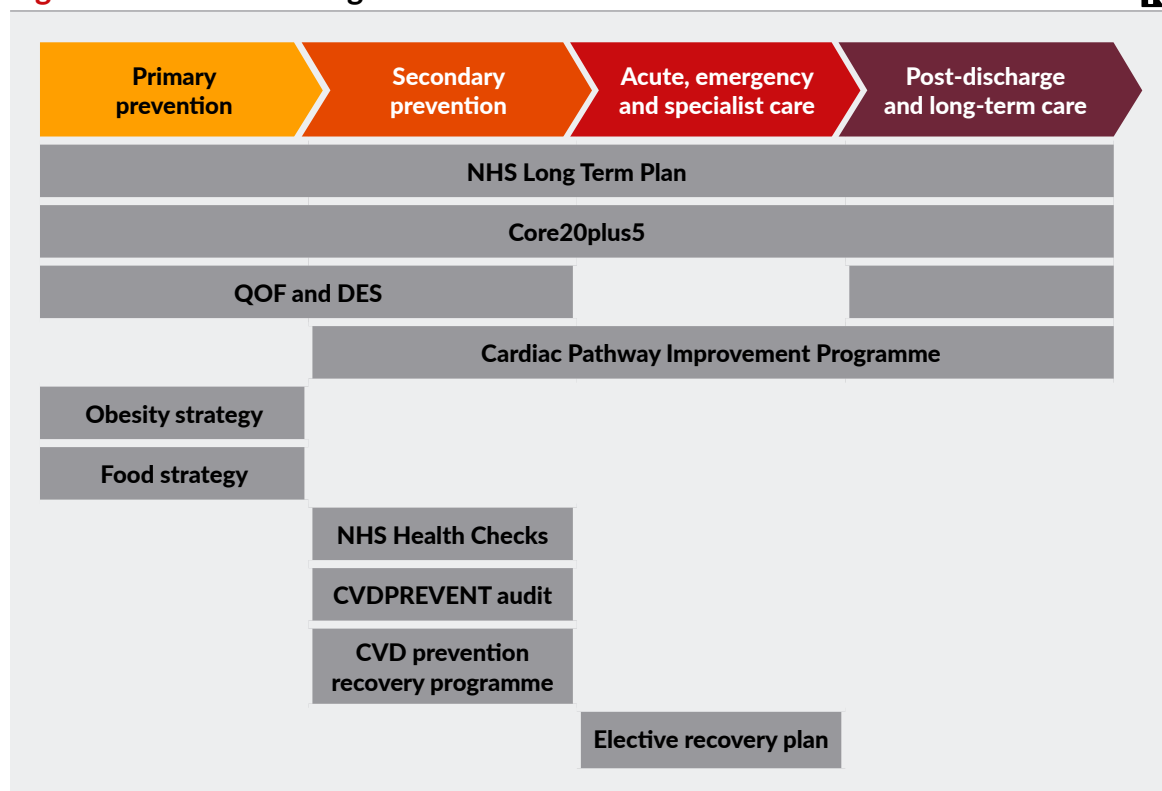 Primary
prevention
Secondary
prevention
Acute, emergency
and specialist care
Post-discharge
and long-term care
NHS Long Term Plan
Core20plus5
QOF and DES
Cardiac Pathway Improvement Programme
Obesity strategy
Food strategy
NHS Health Checks
CVDPREVENT audit
CVD prevention
recovery programme
Elective recovery plan